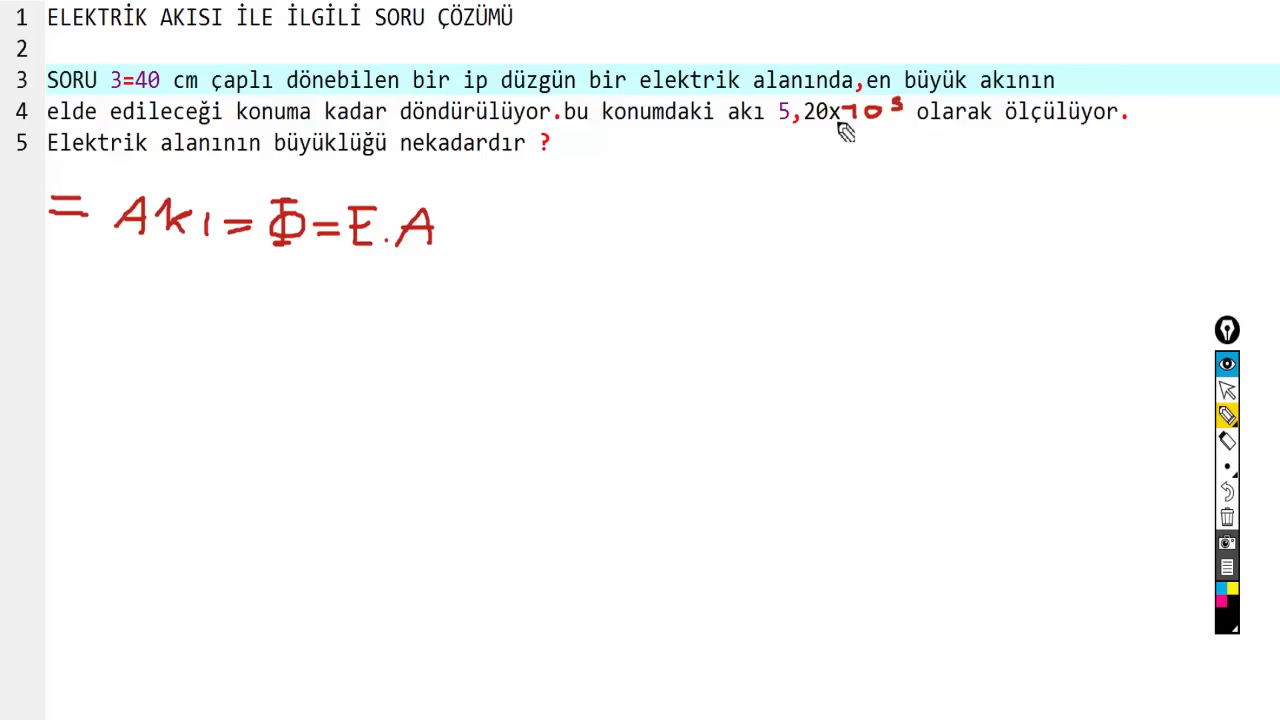 1 ELEKTRİK AKISI İLE İLGİLİ SORU ÇÖZÜMÜ
2
3 SORU 3=40 cm çaplı dönebilen bir ip düzgün bir elektrik alanında,en büyük akının
4 elde edileceği konuma kadar döndürülüyor.bu konumdaki akı 5,20x10⁵ olarak ölçülüyor.
5 Elektrik alanının büyüklüğü nekadardır ?
= AKI = Φ = E.A